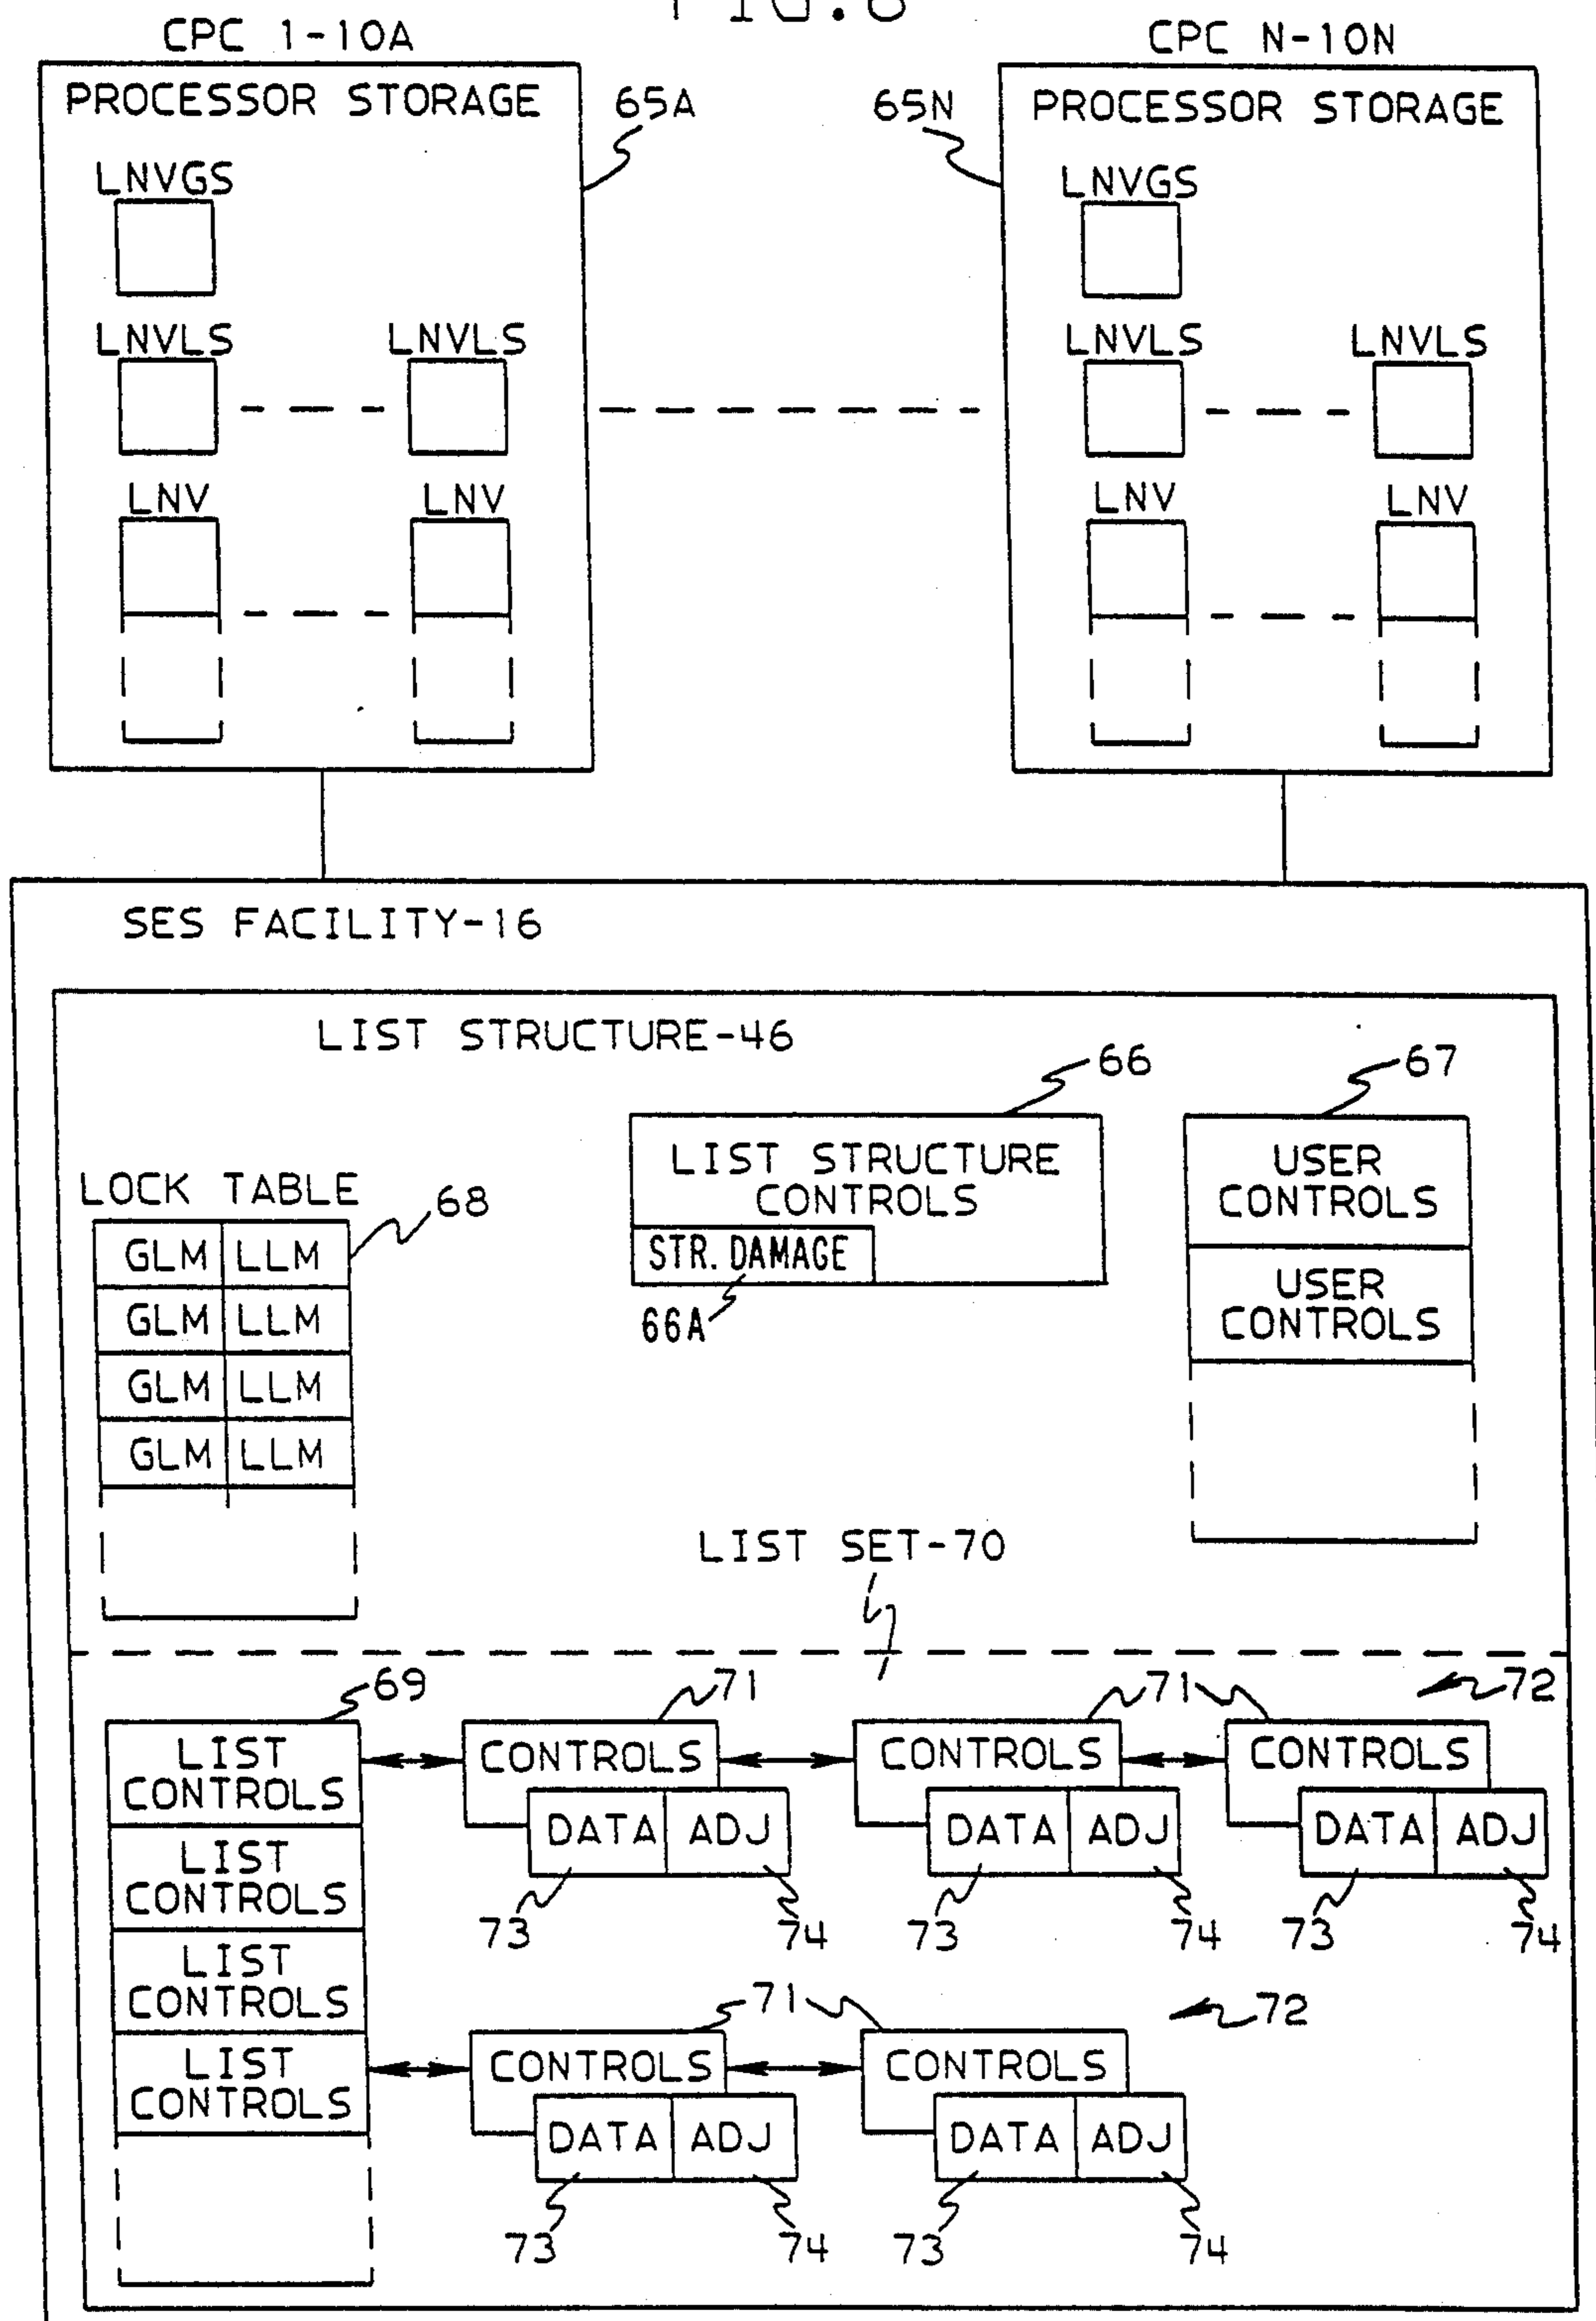 CPC 1-10A
CPC N-10N
PROCESSOR STORAGE
65A
65N
PROCESSOR STORAGE
LNVGS
LNVGS
LNVLS
LNVLS
LNVLS
LNVLS
LNV
LNV
LNV
LNV
SES FACILITY-16
LIST STRUCTURE-46
66
67
LIST STRUCTURE
CONTROLS
STR. DAMAGE
66A
USER
CONTROLS
USER
CONTROLS
LOCK TABLE
68
GLM LLM
GLM LLM
GLM LLM
GLM LLM
LIST SET-70
69
71
71
72
LIST
CONTROLS
CONTROLS
CONTROLS
CONTROLS
DATA ADJ
DATA ADJ
DATA ADJ
LIST
CONTROLS
73
74
73
74
73
74
LIST
CONTROLS
71
72
LIST
CONTROLS
CONTROLS
CONTROLS
DATA ADJ
DATA ADJ
73
74
73
74